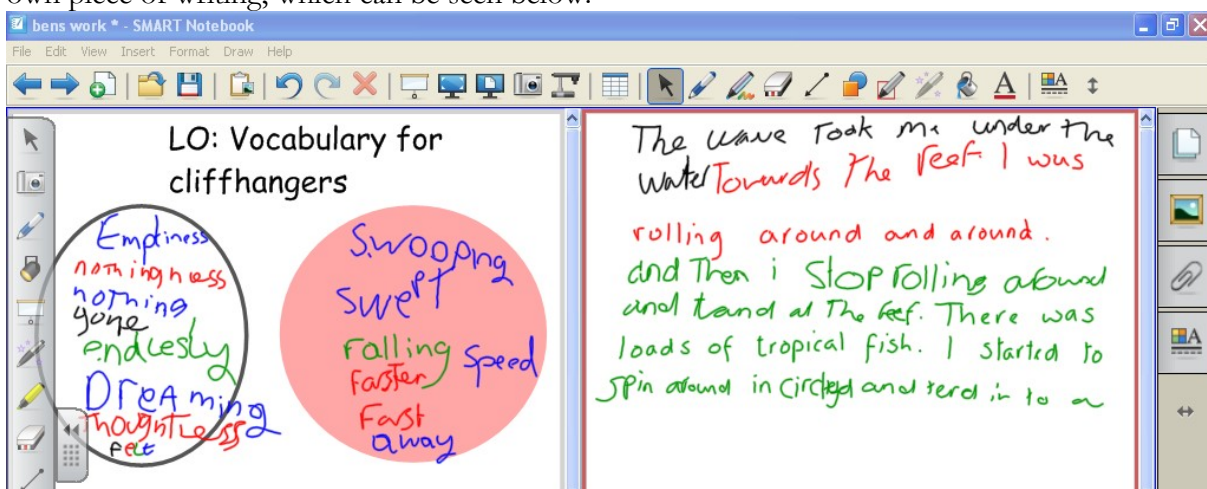 own piece of writing, which can be seen below.
bens work * - SMART Notebook
File Edit View Insert Format Draw Help
LO: Vocabulary for
cliffhangers
Emptiness
nothingness
nothing
gone
endlesly
Dreaming
Thoughtless
felt
Swooping
Swept
Falling
Speed
Faster
Fast
away
The wave Took me under the
water Towards The reef I was
rolling around and around.
and Then i Stop rolling around
and land at The reef. There was
loads of tropical fish. I started to
spin around in and in to a